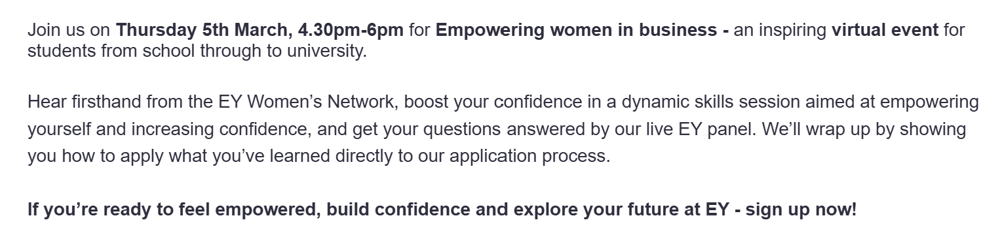 Join us on Thursday 5th March, 4.30pm-6pm for Empowering women in business - an inspiring virtual event for
students from school through to university.
Hear firsthand from the EY Women’s Network, boost your confidence in a dynamic skills session aimed at empowering
yourself and increasing confidence, and get your questions answered by our live EY panel. We’ll wrap up by showing
you how to apply what you’ve learned directly to our application process.
If you’re ready to feel empowered, build confidence and explore your future at EY - sign up now!